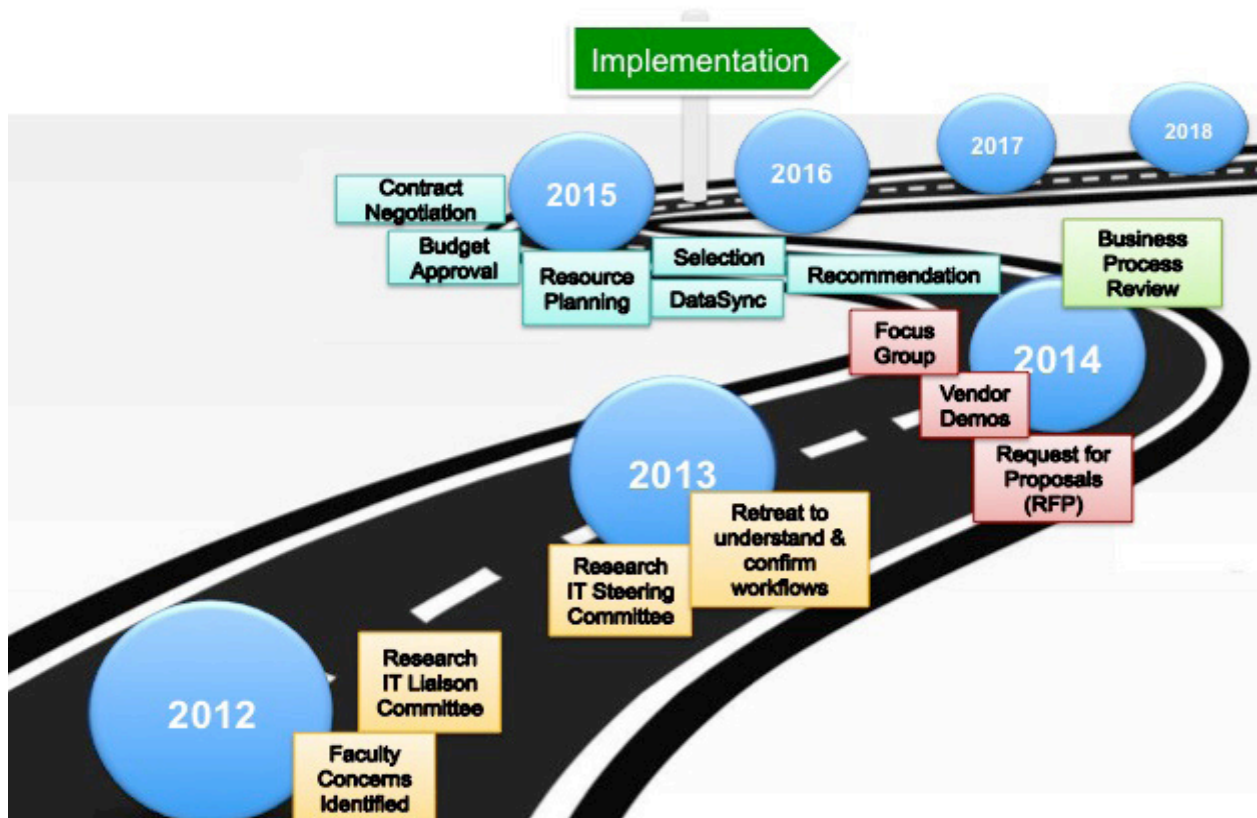 Implementation
2018
2017
2016
2015
Contract
Negotiation
Budget
Approval
Resource
Planning
Selection
DataSync
Recommendation
Business
Process
Review
2014
Focus
Group
Vendor
Demos
Request for
Proposals
(RFP)
2013
Retreat to
understand &
confirm
workflows
Research
IT Steering
Committee
2012
Research
IT Liaison
Committee
Faculty
Concerns
Identified